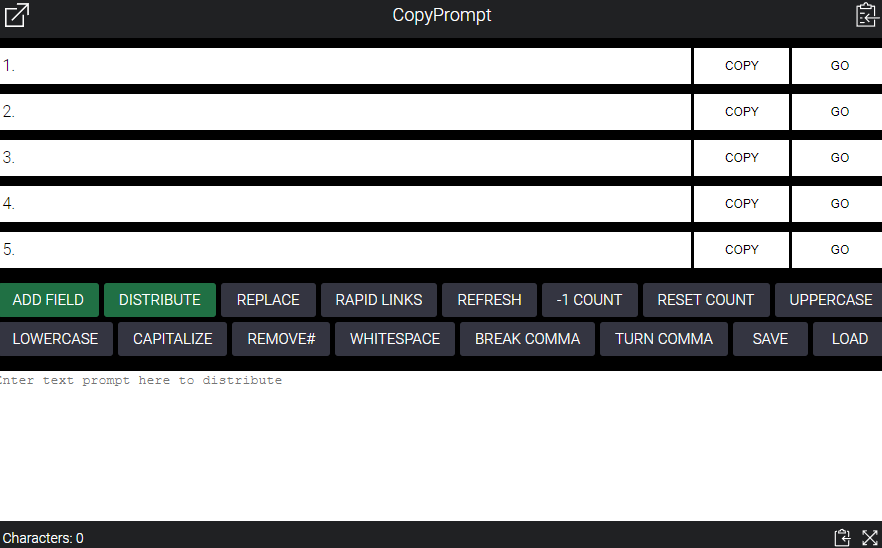 CopyPrompt
1. COPY GO
2. COPY GO
3. COPY GO
4. COPY GO
5. COPY GO
ADD FIELD DISTRIBUTE REPLACE RAPID LINKS REFRESH -1 COUNT RESET COUNT UPPERCASE
LOWERCASE CAPITALIZE REMOVE# WHITESPACE BREAK COMMA TURN COMMA SAVE LOAD
Enter text prompt here to distribute
Characters: 0